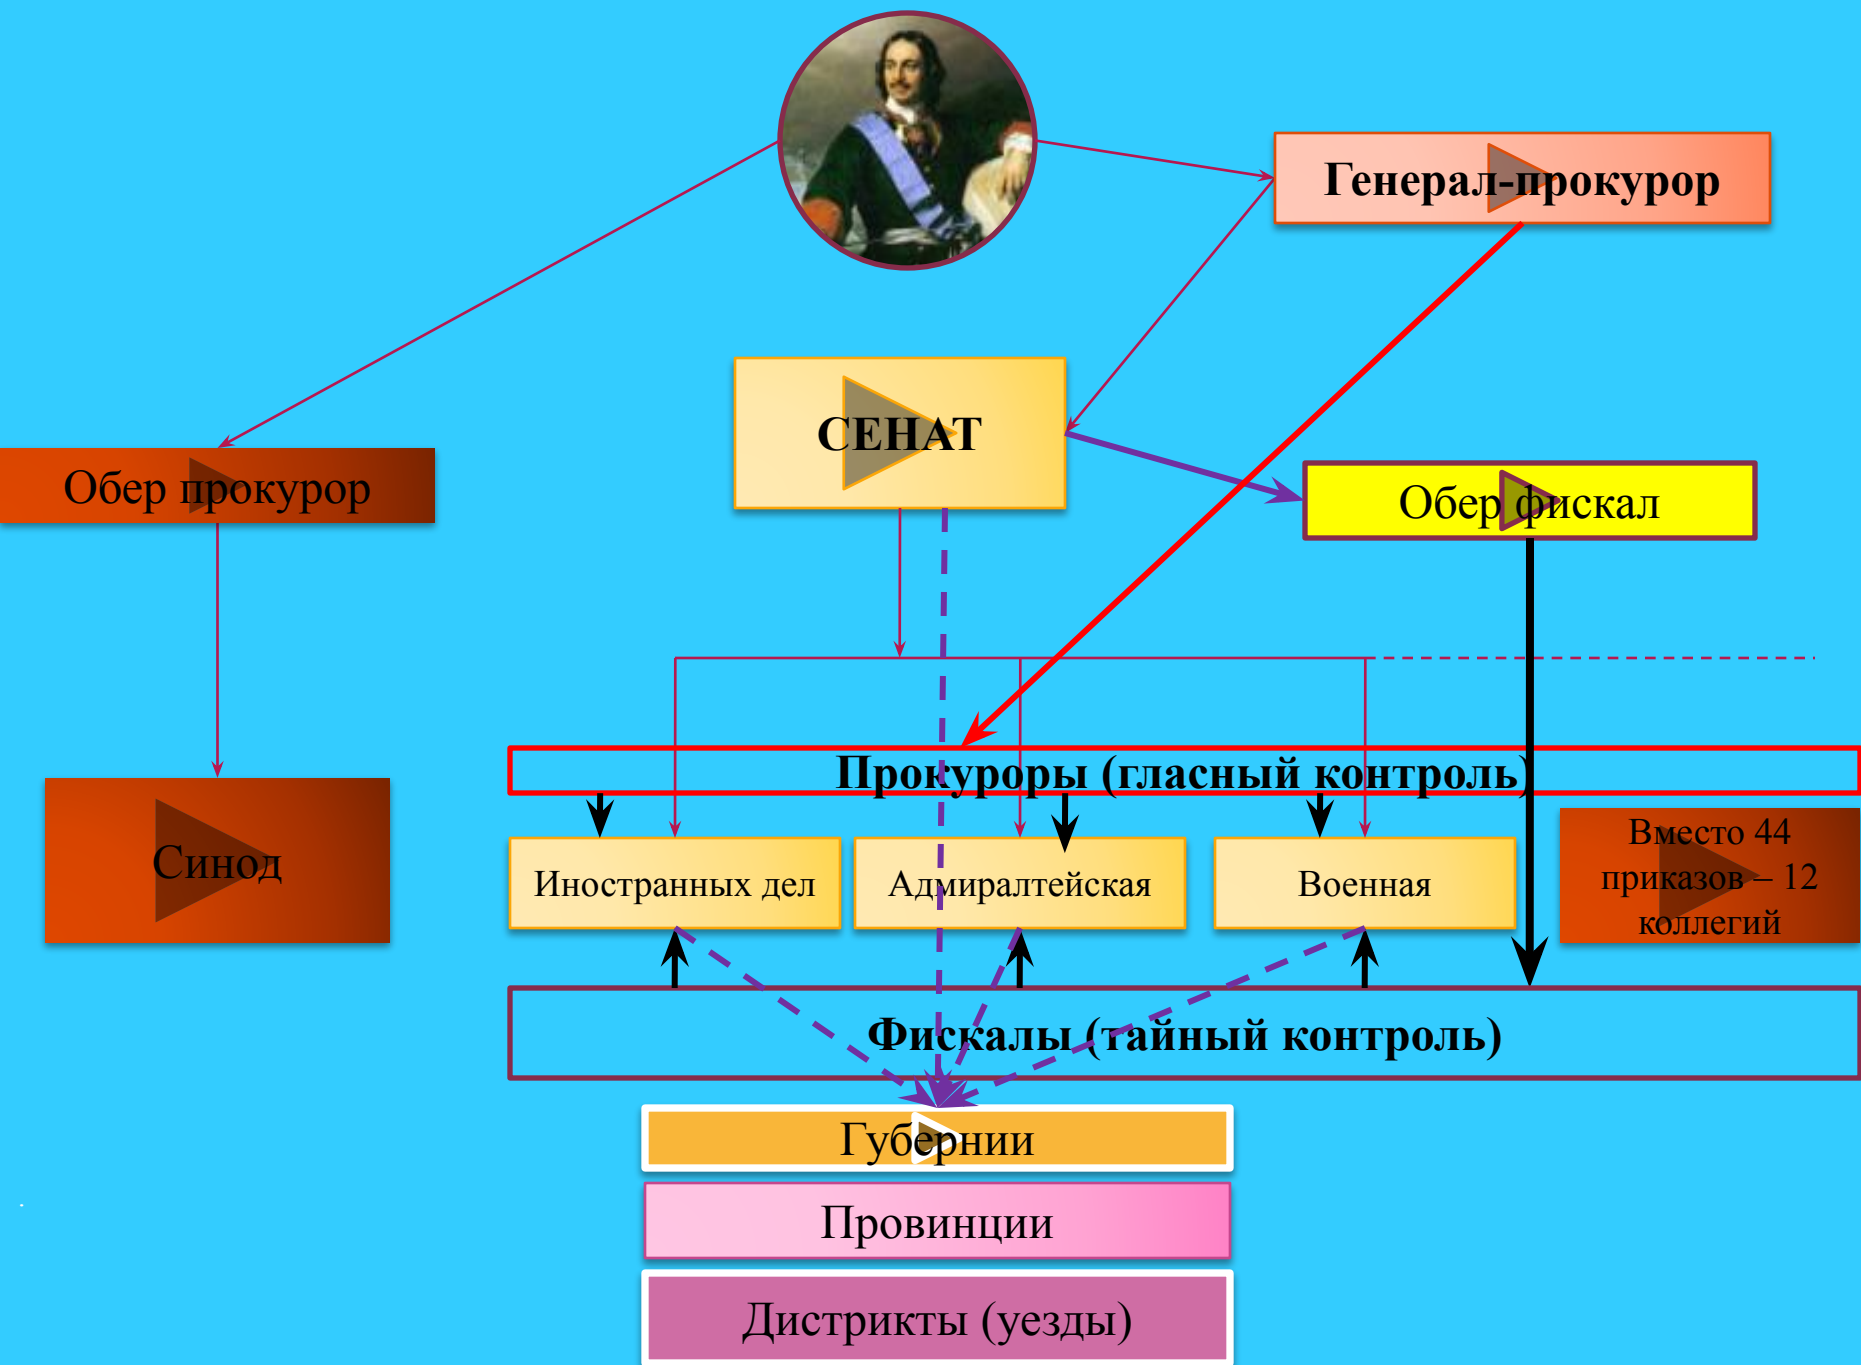 Генерал-прокурор
СЕНАТ
Обер прокурор
Обер фискал
Прокуроры (гласный контроль)
Синод
Иностранных дел
Адмиралтейская
Военная
Вместо 44
приказов – 12
коллегий
Фискалы (тайный контроль)
Губернии
Провинции
Дистрикты (уезды)